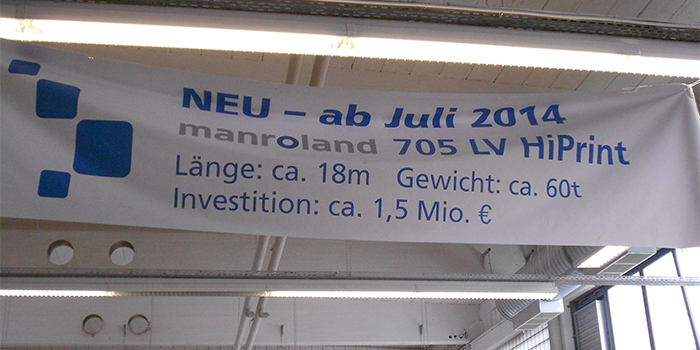 NEU – ab Juli 2014
manroland 705 LV HiPrint
Länge: ca. 18m Gewicht: ca. 60t
Investition: ca. 1,5 Mio. €